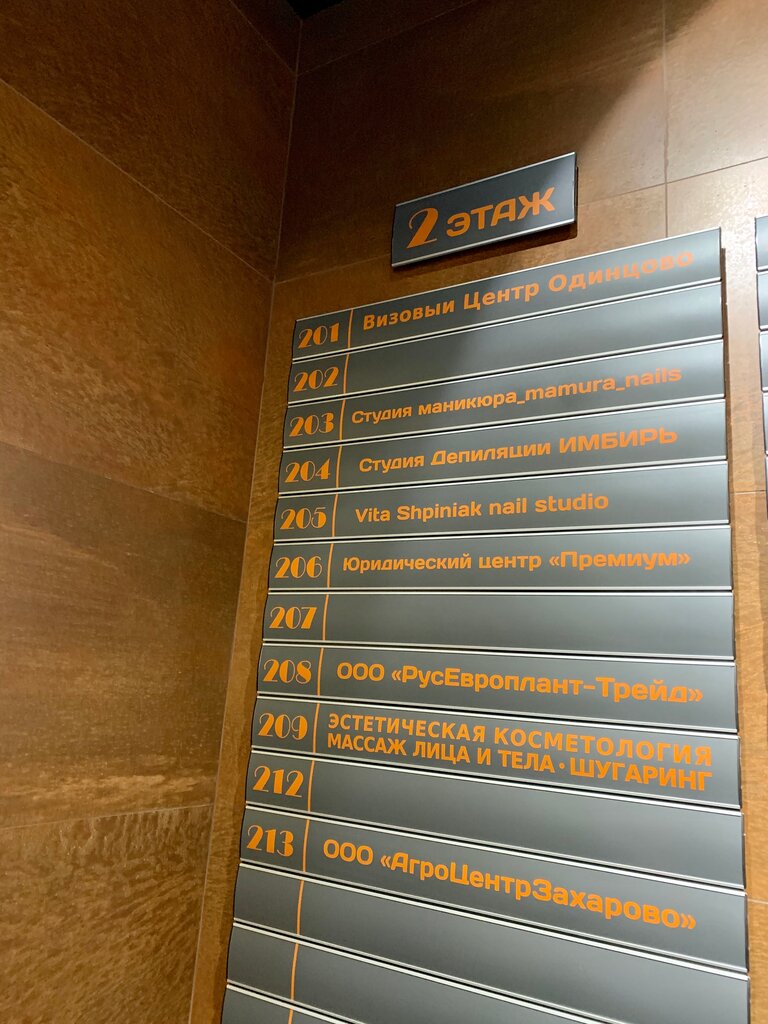 2 ЭТАЖ
201 Визовыи Центр Одинцово
202
203 Студия маникюра_mamura_nails
204 Студия Депиляции ИМБИРЬ
205 Vita Shpiniak nail studio
206 Юридический центр «Премиум»
207
208 ООО «РусЕвроплант-Трейд»
209 ЭСТЕТИЧЕСКАЯ КОСМЕТОЛОГИЯ
МАССАЖ ЛИЦА И ТЕЛА · ШУГАРИНГ
212
213 ООО «АгроЦентрЗахарово»